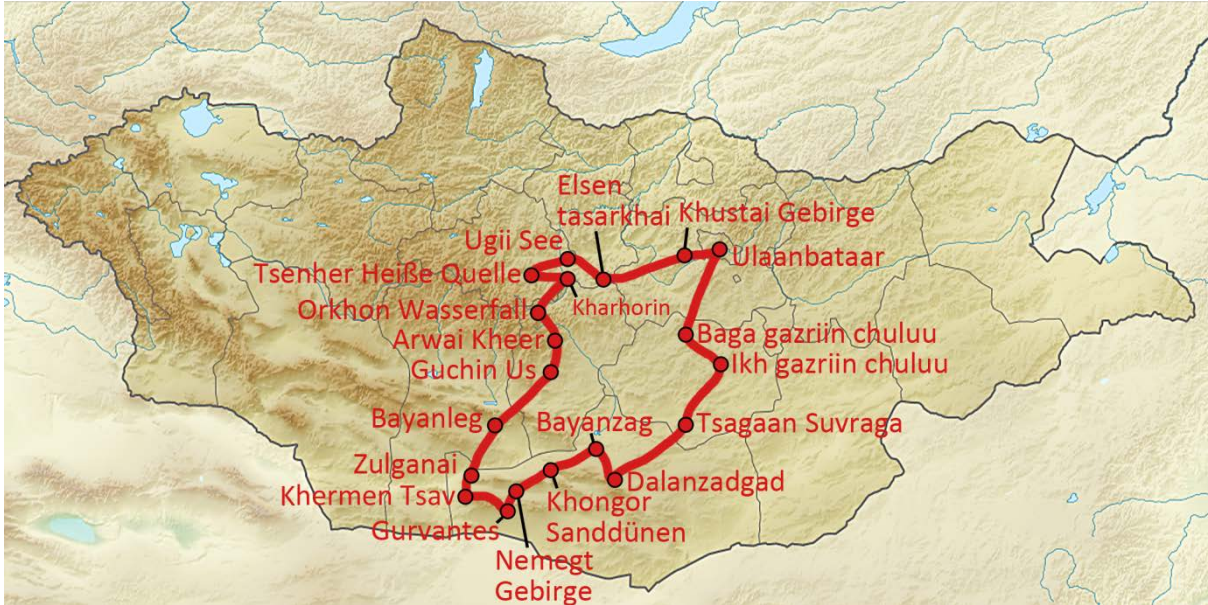 Elsen
tasarkhai
Khustai Gebirge
Ugii See
Ulaanbataar
Tsenher Heiße Quelle
Kharhorin
Orkhon Wasserfall
Arwai Kheer
Baga gazriin chuluu
Guchin Us
Ikh gazriin chuluu
Bayanleg
Bayanzag
Tsagaan Suvraga
Zulganai
Khermen Tsav
Dalanzadgad
Khongor
Sanddünen
Gurvantes
Nemegt
Gebirge